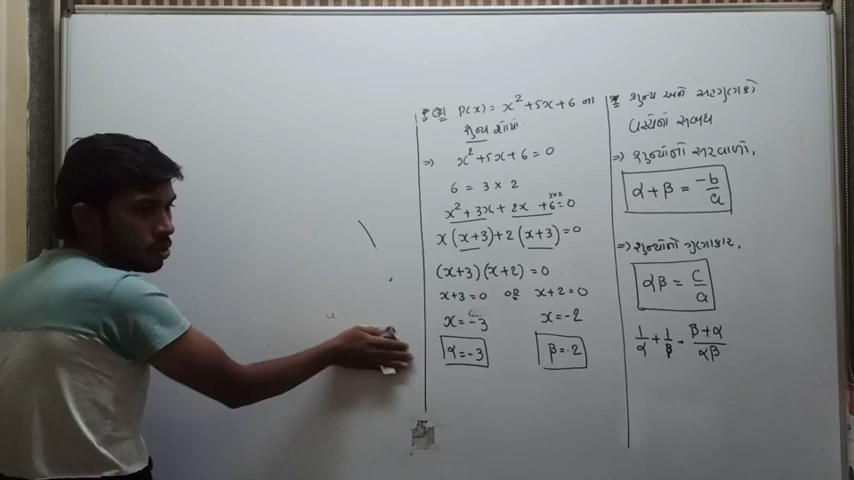 P(x) = x² + 5x + 6 ના
શુન્ય શોધો
⇒ x² + 5x + 6 = 0
6 = 3 × 2
3×2
x² + 3x + 2x + 6 = 0
x(x+3) + 2(x+3) = 0
(x+3)(x+2) = 0
x+3=0 OR x+2=0
x = -3 x = -2
α = -3 β = -2
* શુન્ય અને સહગુણકો
વચ્ચેનો સબંધ
⇒ શુન્યોનો સરવાળો,
α + β = -b/a
⇒ શુન્યોનો ગુણાકાર,
αβ = c/a
1/α + 1/β = β+α/αβ